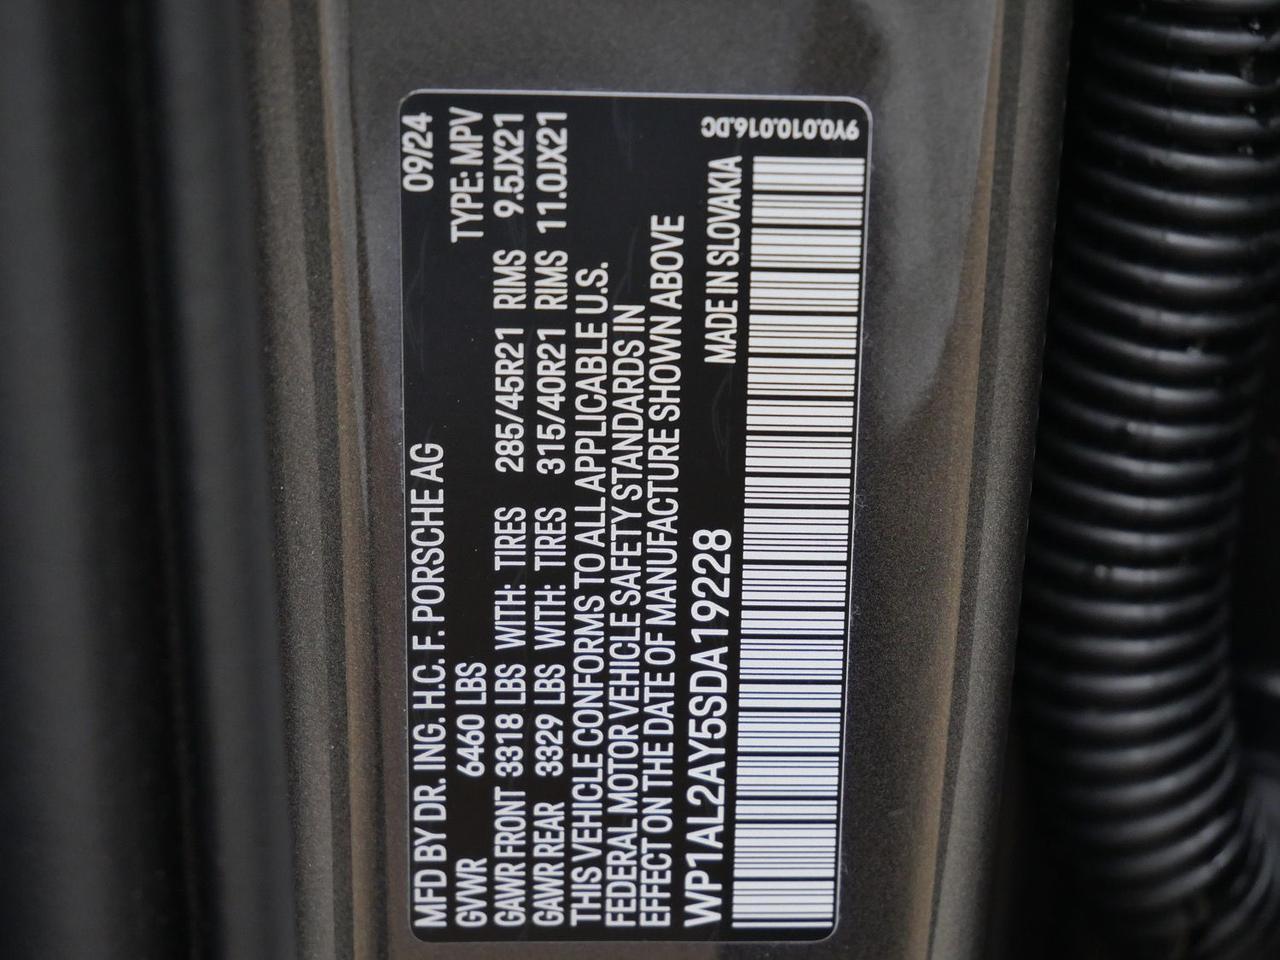 MFD BY DR. ING. H.C. F. PORSCHE AG 09/24
GVWR 6460 LBS TYPE: MPV
GAWR FRONT 3318 LBS WITH: TIRES 285/45R21 RIMS 9.5JX21
GAWR REAR 3329 LBS WITH: TIRES 315/40R21 RIMS 11.0JX21
THIS VEHICLE CONFORMS TO ALL APPLICABLE U.S.
FEDERAL MOTOR VEHICLE SAFETY STANDARDS IN
EFFECT ON THE DATE OF MANUFACTURE SHOWN ABOVE
WP1AL2AY5SDA19228 MADE IN SLOVAKIA
9Y0.010.016.DC